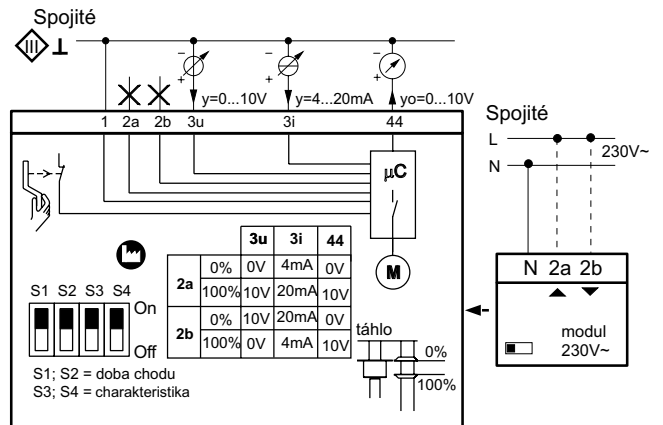 Spojité
III
− − −
+ + +
y=0...10V y=4...20mA yo=0...10V
1 2a 2b 3u 3i 44
µC
M
3u 3i 44
2a 0% 0V 4mA 0V
100% 10V 20mA 10V
2b 0% 10V 20mA 0V
100% 0V 4mA 10V
S1 S2 S3 S4
On
Off
S1; S2 = doba chodu
S3; S4 = charakteristika
táhlo
0%
100%
Spojité
L
230V~
N
N 2a 2b
modul
230V~